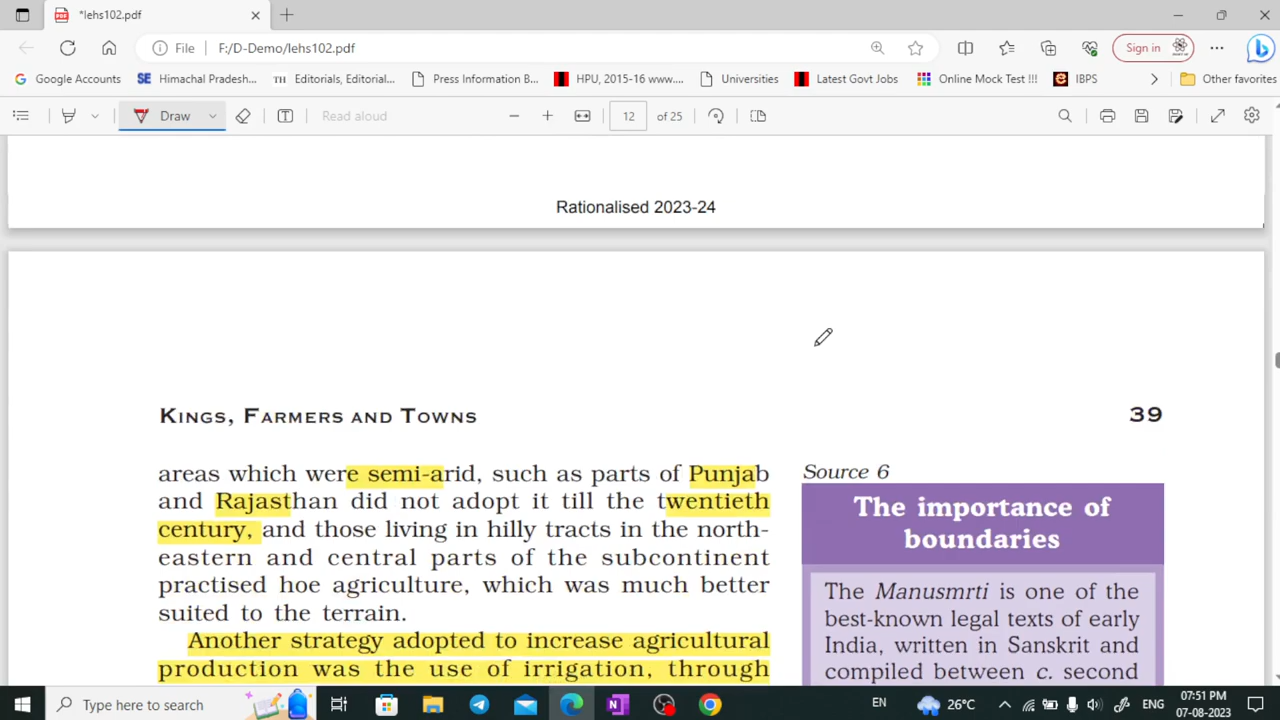 *lehs102.pdf
File F:/D-Demo/lehs102.pdf
Sign in
Google Accounts
SE Himachal Pradesh...
TH Editorials, Editorial...
Press Information B...
HPU, 2015-16 www....
Universities
Latest Govt Jobs
Online Mock Test !!!
IBPS
Other favorites
Draw
Read aloud
12 of 25
Rationalised 2023-24
KINGS, FARMERS AND TOWNS
39
areas which were semi-arid, such as parts of Punjab
and Rajasthan did not adopt it till the twentieth
century, and those living in hilly tracts in the north-
eastern and central parts of the subcontinent
practised hoe agriculture, which was much better
suited to the terrain.
Another strategy adopted to increase agricultural
production was the use of irrigation, through
Source 6
The importance of
boundaries
The Manusmrti is one of the
best-known legal texts of early
India, written in Sanskrit and
compiled between c. second
Type here to search
EN
26°C
ENG
07:51 PM
07-08-2023